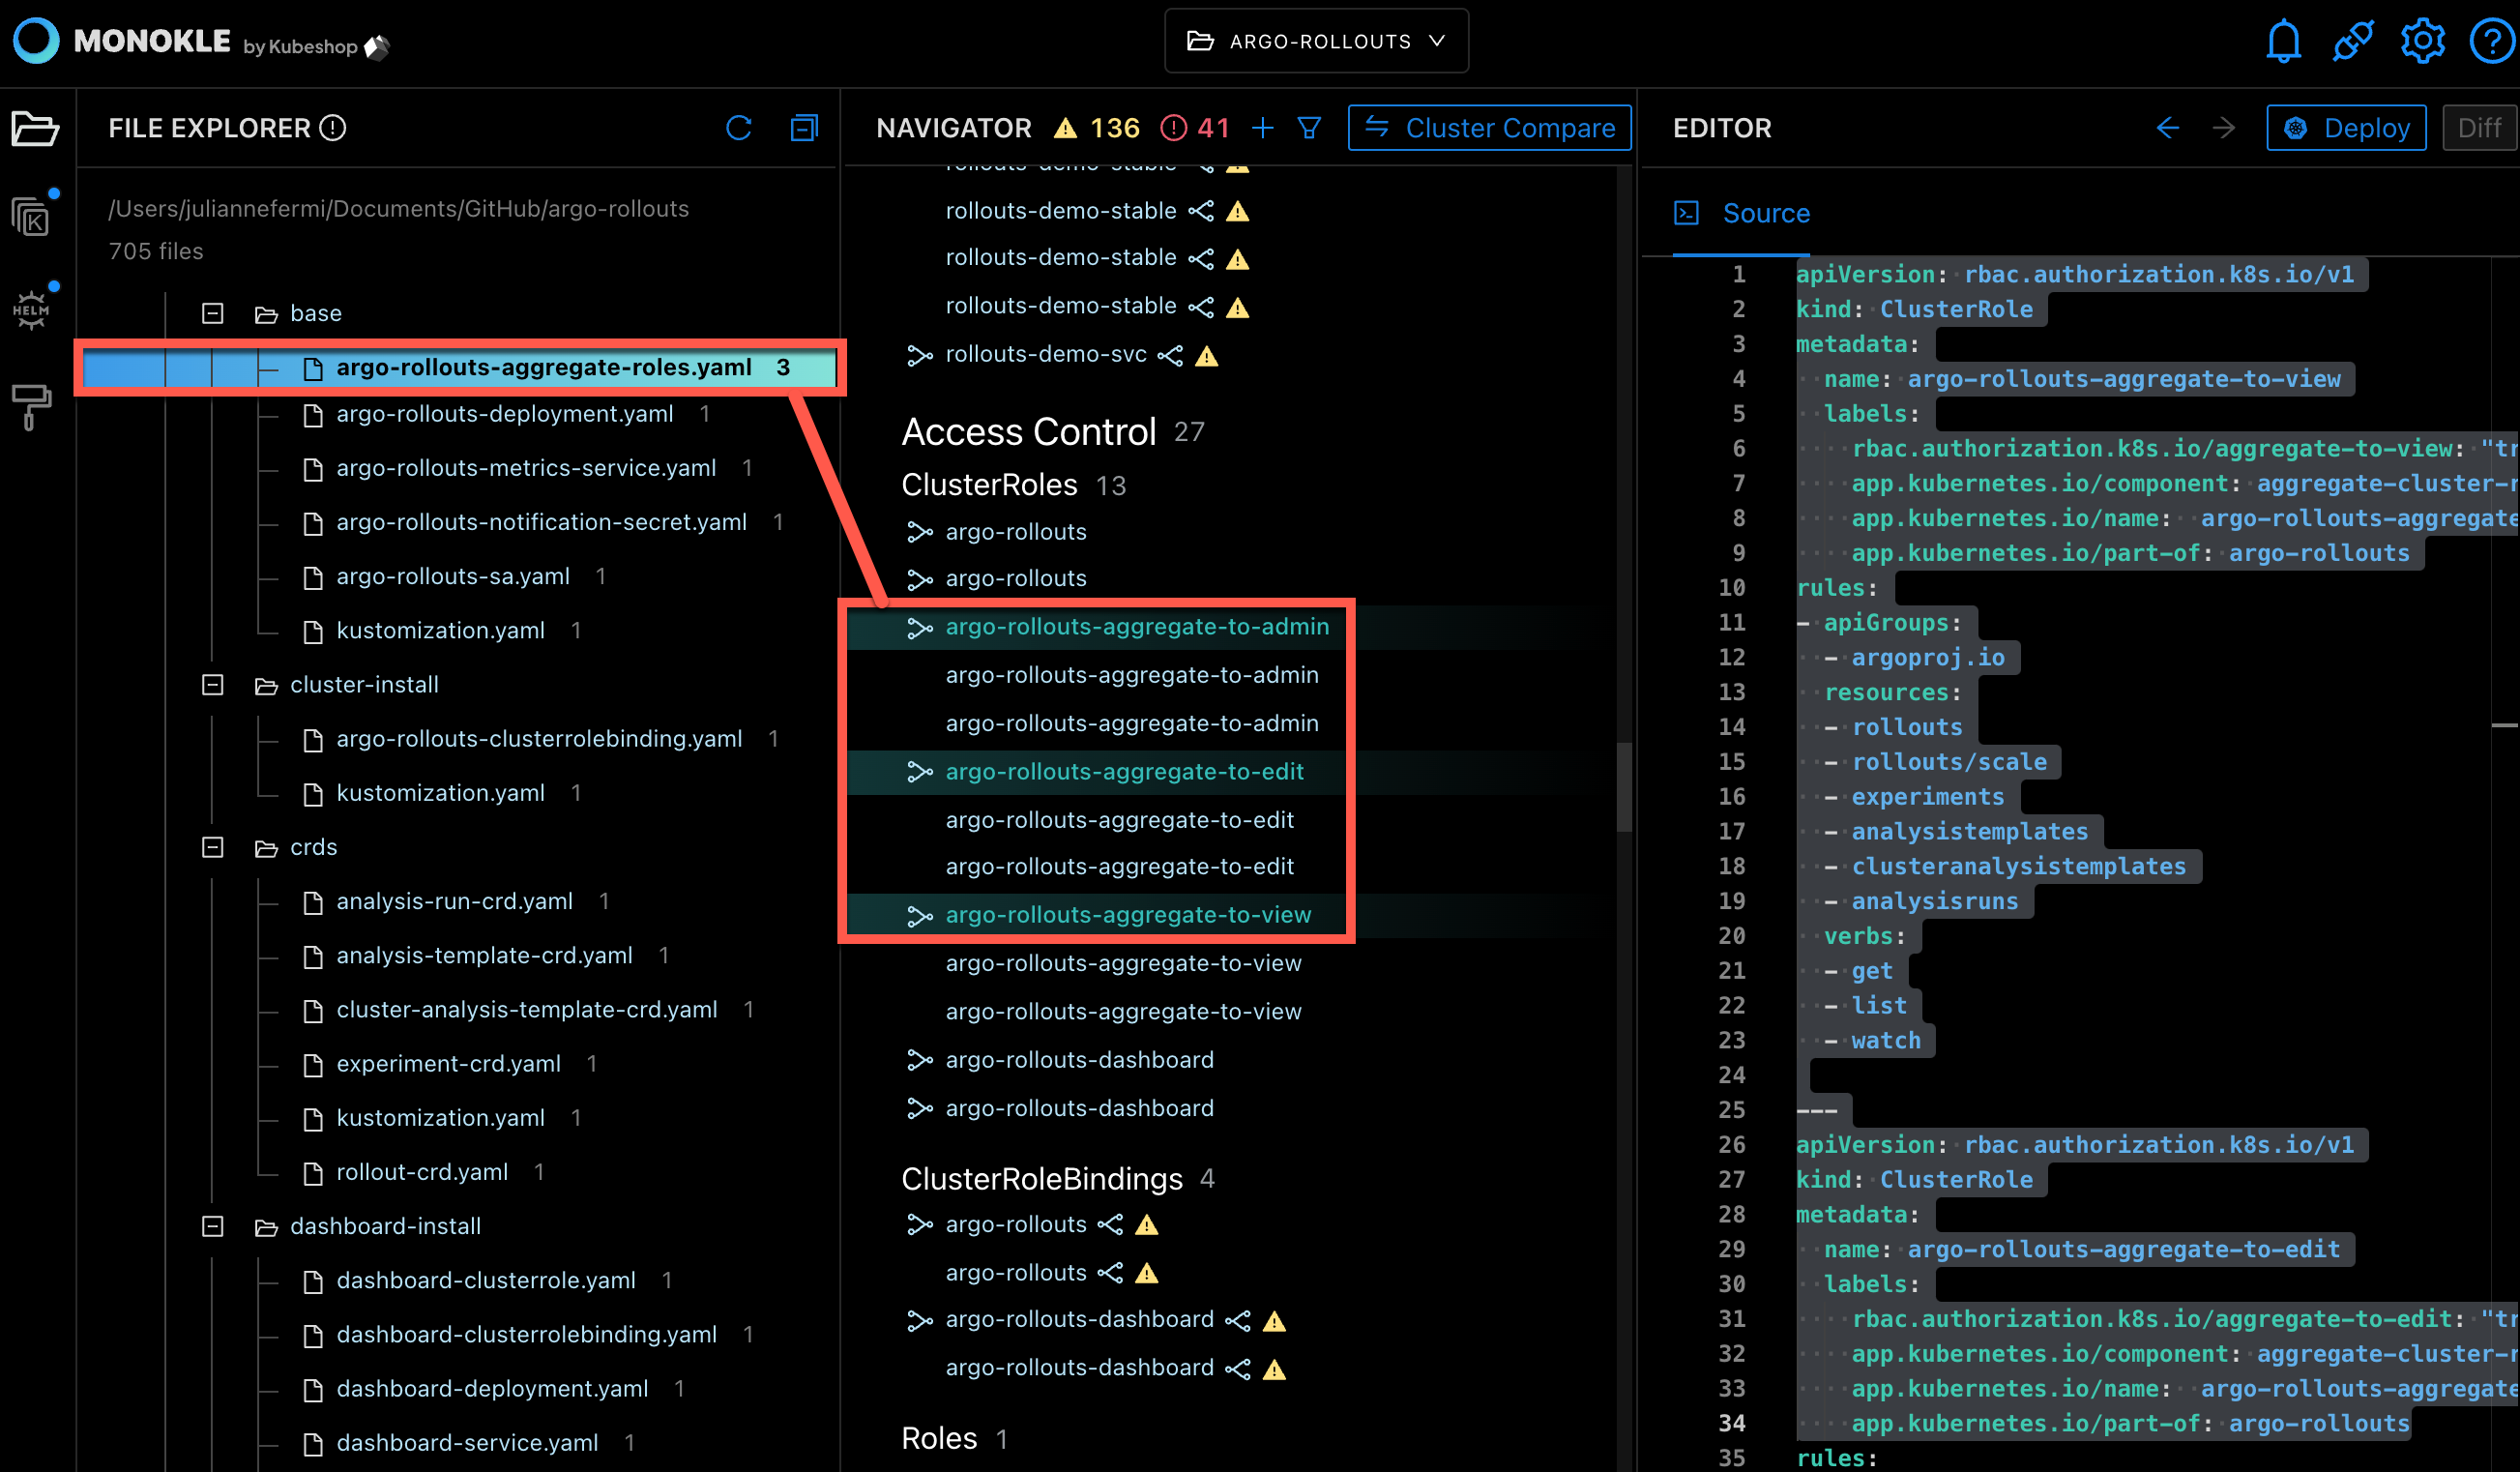 MONOKLE by Kubeshop
ARGO-ROLLOUTS
FILE EXPLORER
/Users/juliannefermi/Documents/GitHub/argo-rollouts
705 files
base
argo-rollouts-aggregate-roles.yaml 3
argo-rollouts-deployment.yaml 1
argo-rollouts-metrics-service.yaml 1
argo-rollouts-notification-secret.yaml 1
argo-rollouts-sa.yaml 1
kustomization.yaml 1
cluster-install
argo-rollouts-clusterrolebinding.yaml 1
kustomization.yaml 1
crds
analysis-run-crd.yaml 1
analysis-template-crd.yaml 1
cluster-analysis-template-crd.yaml 1
experiment-crd.yaml 1
kustomization.yaml 1
rollout-crd.yaml 1
dashboard-install
dashboard-clusterrole.yaml 1
dashboard-clusterrolebinding.yaml 1
dashboard-deployment.yaml 1
dashboard-service.yaml 1
K
HELM
NAVIGATOR 136 41 Cluster Compare
rollouts-demo-stable
rollouts-demo-stable
rollouts-demo-stable
rollouts-demo-stable
rollouts-demo-svc
Access Control 27
ClusterRoles 13
argo-rollouts
argo-rollouts
argo-rollouts-aggregate-to-admin
argo-rollouts-aggregate-to-admin
argo-rollouts-aggregate-to-admin
argo-rollouts-aggregate-to-edit
argo-rollouts-aggregate-to-edit
argo-rollouts-aggregate-to-edit
argo-rollouts-aggregate-to-view
argo-rollouts-aggregate-to-view
argo-rollouts-aggregate-to-view
argo-rollouts-dashboard
argo-rollouts-dashboard
ClusterRoleBindings 4
argo-rollouts
argo-rollouts
argo-rollouts-dashboard
argo-rollouts-dashboard
Roles 1
EDITOR Deploy Diff
Source
1 apiVersion: rbac.authorization.k8s.io/v1
2 kind: ClusterRole
3 metadata:
4 name: argo-rollouts-aggregate-to-view
5 labels:
6 rbac.authorization.k8s.io/aggregate-to-view: "tr
7 app.kubernetes.io/component: aggregate-cluster-r
8 app.kubernetes.io/name: argo-rollouts-aggregate
9 app.kubernetes.io/part-of: argo-rollouts
10 rules:
11 - apiGroups:
12 - argoproj.io
13 resources:
14 - rollouts
15 - rollouts/scale
16 - experiments
17 - analysistemplates
18 - clusteranalysistemplates
19 - analysisruns
20 verbs:
21 - get
22 - list
23 - watch
24
25 ---
26 apiVersion: rbac.authorization.k8s.io/v1
27 kind: ClusterRole
28 metadata:
29 name: argo-rollouts-aggregate-to-edit
30 labels:
31 rbac.authorization.k8s.io/aggregate-to-edit: "tr
32 app.kubernetes.io/component: aggregate-cluster-r
33 app.kubernetes.io/name: argo-rollouts-aggregate
34 app.kubernetes.io/part-of: argo-rollouts
35 rules: